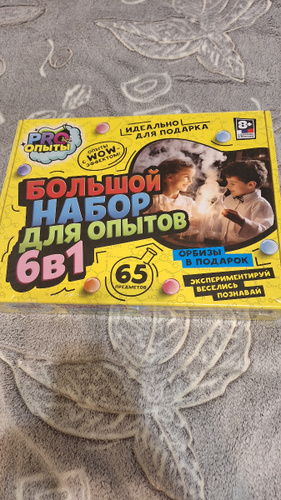 PRO
ОПЫТЫ
ОПЫТЫ
С WOW-
ЭФФЕКТОМ!
ИДЕАЛЬНО
ДЛЯ ПОДАРКА
8+
БОЛЬШОЙ
НАБОР
ДЛЯ ОПЫТОВ
6В1
65
ПРЕДМЕТОВ
ОРБИЗЫ
В ПОДАРОК
ЭКСПЕРИМЕНТИРУЙ
ВЕСЕЛИСЬ
ПОЗНАВАЙ